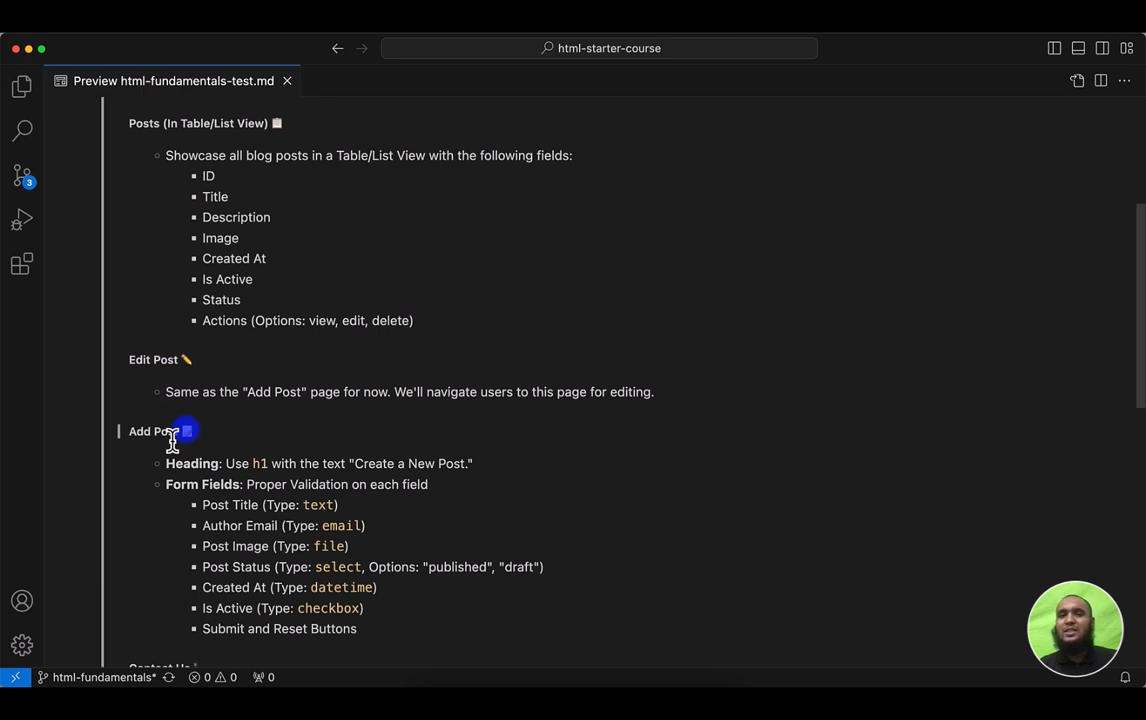 html-starter-course
Preview html-fundamentals-test.md
Posts (In Table/List View)
Showcase all blog posts in a Table/List View with the following fields:
ID
Title
Description
Image
Created At
Is Active
Status
Actions (Options: view, edit, delete)
Edit Post
Same as the "Add Post" page for now. We'll navigate users to this page for editing.
Add Post
Heading: Use h1 with the text "Create a New Post."
Form Fields: Proper Validation on each field
Post Title (Type: text)
Author Email (Type: email)
Post Image (Type: file)
Post Status (Type: select, Options: "published", "draft")
Created At (Type: datetime)
Is Active (Type: checkbox)
Submit and Reset Buttons
Contact Us
3
html-fundamentals* 0 0 0